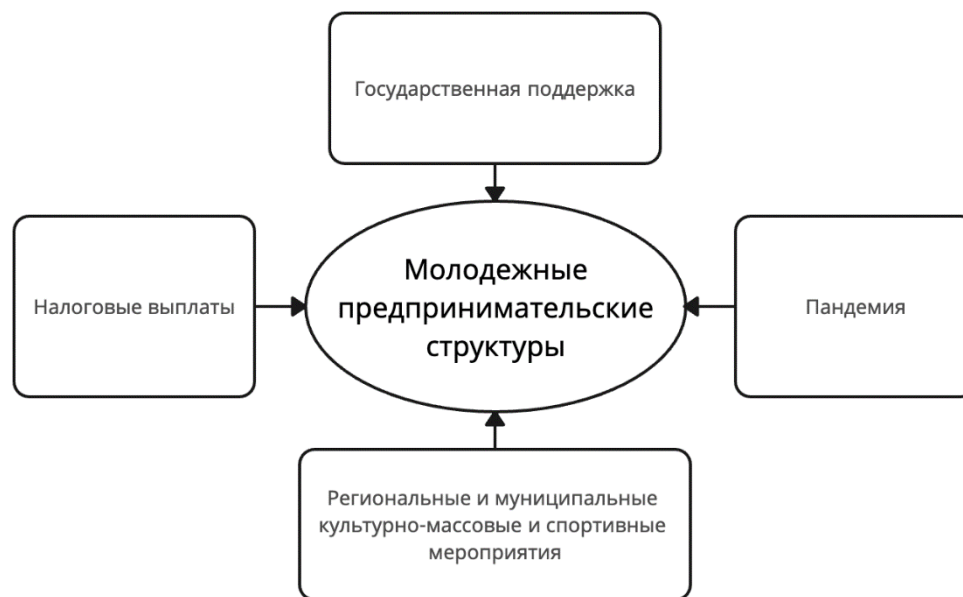 Государственная поддержка
Налоговые выплаты
Молодежные
предпринимательские
структуры
Пандемия
Региональные и муниципальные
культурно-массовые и спортивные
мероприятия